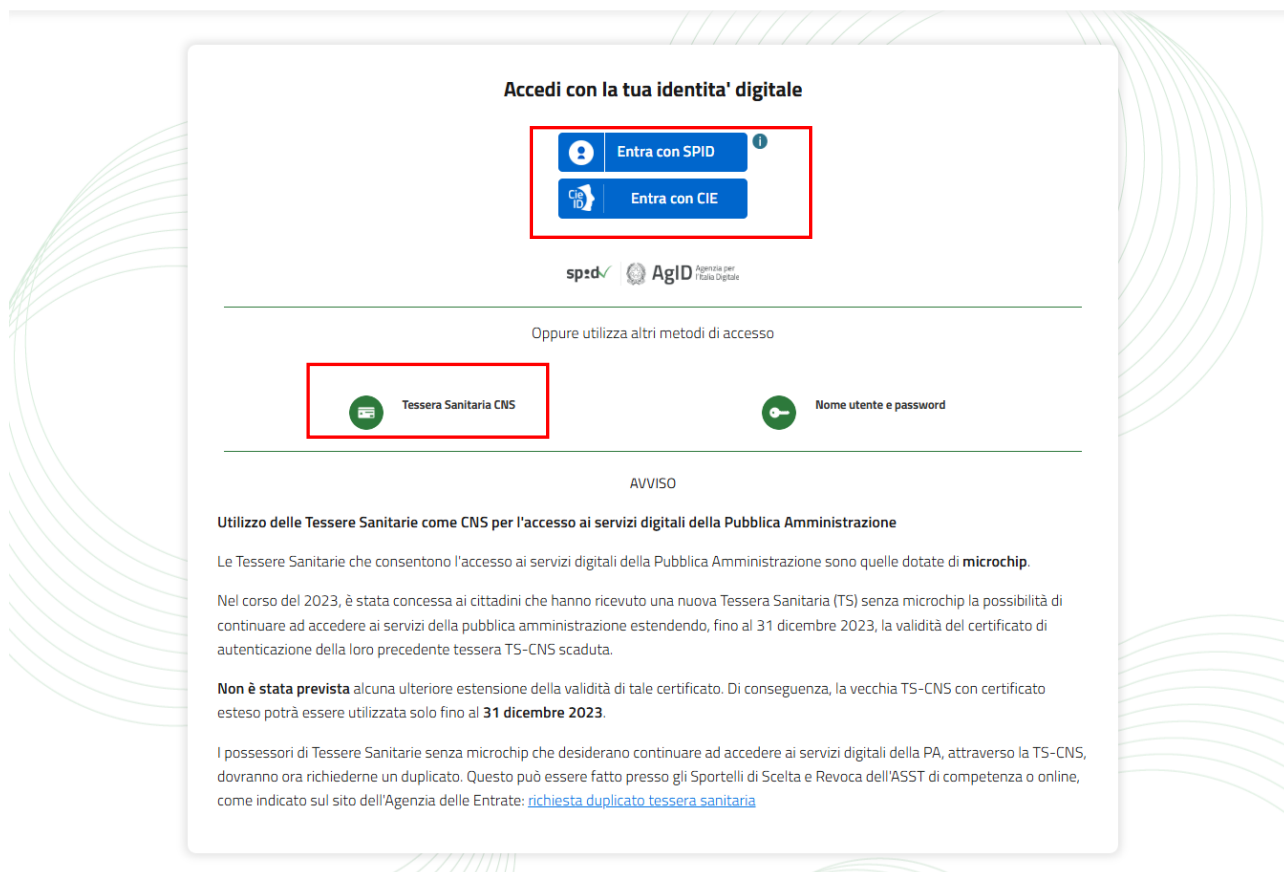 Accedi con la tua identita' digitale
Entra con SPID
i
Cie ID Entra con CIE
sp:d AgID Agenzia per l'Italia Digitale
Oppure utilizza altri metodi di accesso
Tessera Sanitaria CNS
Nome utente e password
AVVISO
Utilizzo delle Tessere Sanitarie come CNS per l'accesso ai servizi digitali della Pubblica Amministrazione
Le Tessere Sanitarie che consentono l'accesso ai servizi digitali della Pubblica Amministrazione sono quelle dotate di microchip.
Nel corso del 2023, è stata concessa ai cittadini che hanno ricevuto una nuova Tessera Sanitaria (TS) senza microchip la possibilità di
continuare ad accedere ai servizi della pubblica amministrazione estendendo, fino al 31 dicembre 2023, la validità del certificato di
autenticazione della loro precedente tessera TS-CNS scaduta.
Non è stata prevista alcuna ulteriore estensione della validità di tale certificato. Di conseguenza, la vecchia TS-CNS con certificato
esteso potrà essere utilizzata solo fino al 31 dicembre 2023.
I possessori di Tessere Sanitarie senza microchip che desiderano continuare ad accedere ai servizi digitali della PA, attraverso la TS-CNS,
dovranno ora richiederne un duplicato. Questo può essere fatto presso gli Sportelli di Scelta e Revoca dell'ASST di competenza o online,
come indicato sul sito dell'Agenzia delle Entrate: richiesta duplicato tessera sanitaria